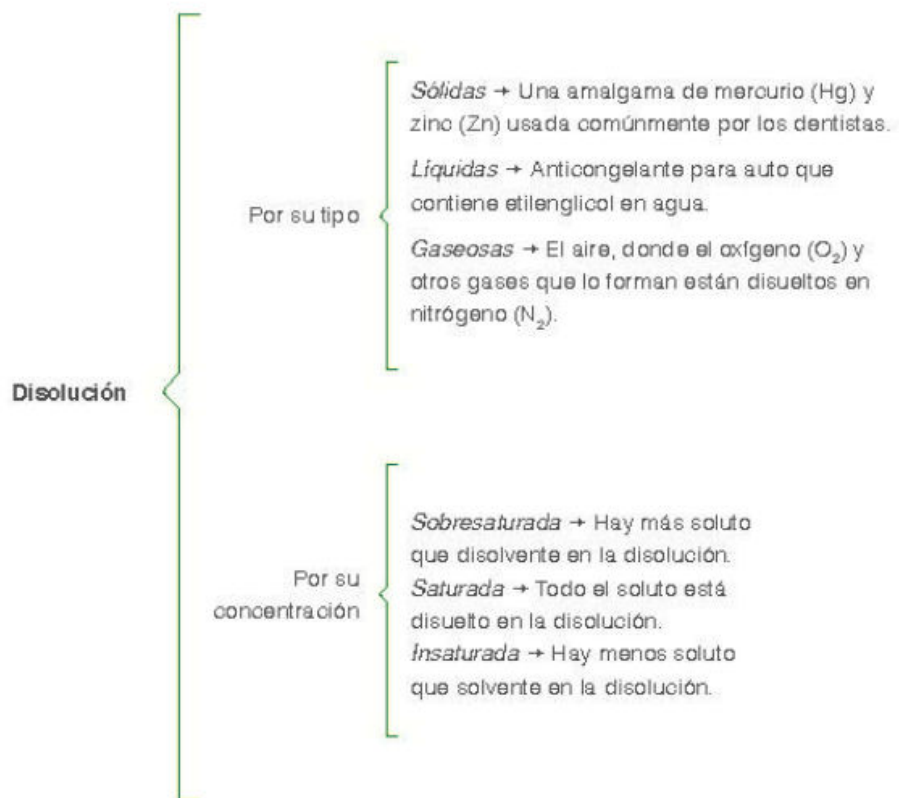 Disolución
Por su tipo
Sólidas → Una amalgama de mercurio (Hg) y
zinc (Zn) usada comúnmente por los dentistas.
Líquidas → Anticongelante para auto que
contiene etilenglicol en agua.
Gaseosas → El aire, donde el oxígeno (O₂) y
otros gases que lo forman están disueltos en
nitrógeno (N₂).
Por su
concentración
Sobresaturada → Hay más soluto
que disolvente en la disolución.
Saturada → Todo el soluto está
disuelto en la disolución.
Insaturada → Hay menos soluto
que solvente en la disolución.